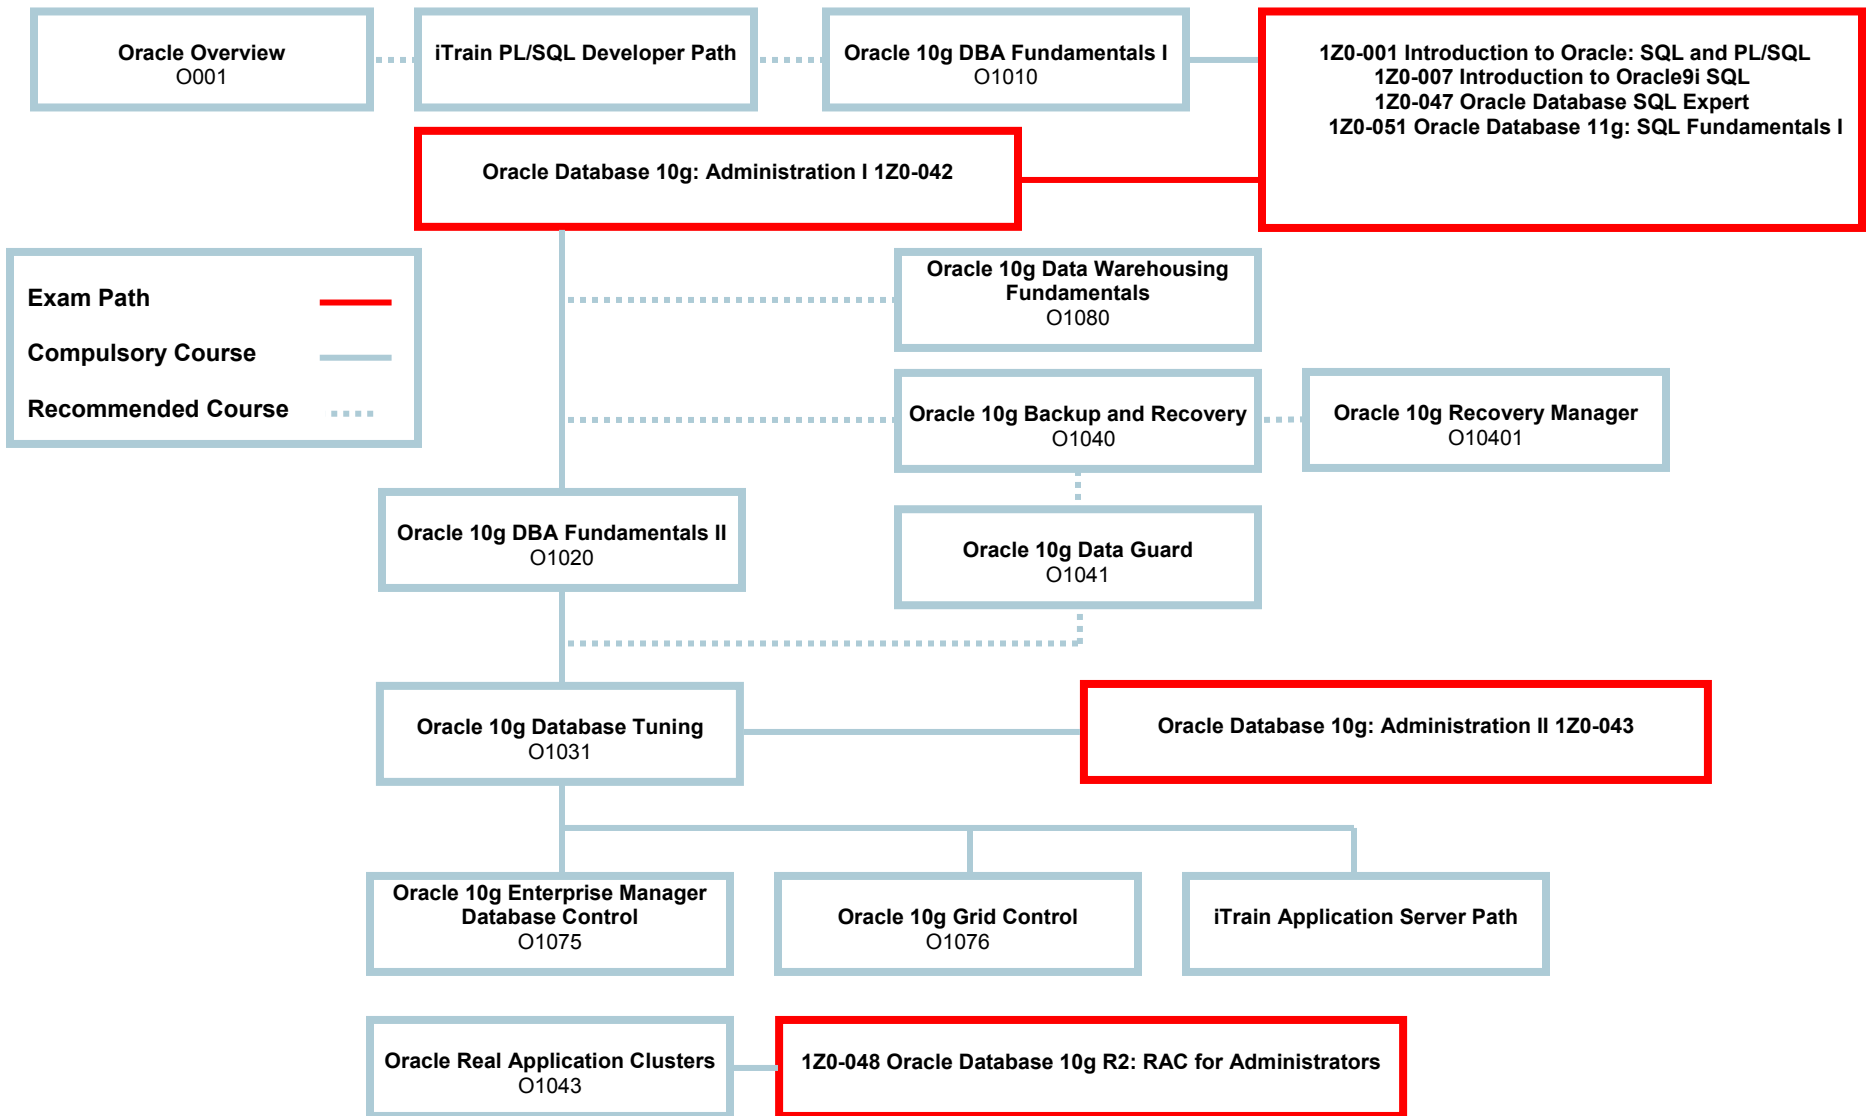 Oracle Overview
O001
iTrain PL/SQL Developer Path
Oracle 10g DBA Fundamentals I
O1010
1Z0-001 Introduction to Oracle: SQL and PL/SQL
1Z0-007 Introduction to Oracle9i SQL
1Z0-047 Oracle Database SQL Expert
1Z0-051 Oracle Database 11g: SQL Fundamentals I
Oracle Database 10g: Administration I 1Z0-042
Exam Path
Compulsory Course
Recommended Course
Oracle 10g Data Warehousing
Fundamentals
O1080
Oracle 10g Backup and Recovery
O1040
Oracle 10g Recovery Manager
O10401
Oracle 10g DBA Fundamentals II
O1020
Oracle 10g Data Guard
O1041
Oracle 10g Database Tuning
O1031
Oracle Database 10g: Administration II 1Z0-043
Oracle 10g Enterprise Manager
Database Control
O1075
Oracle 10g Grid Control
O1076
iTrain Application Server Path
Oracle Real Application Clusters
O1043
1Z0-048 Oracle Database 10g R2: RAC for Administrators